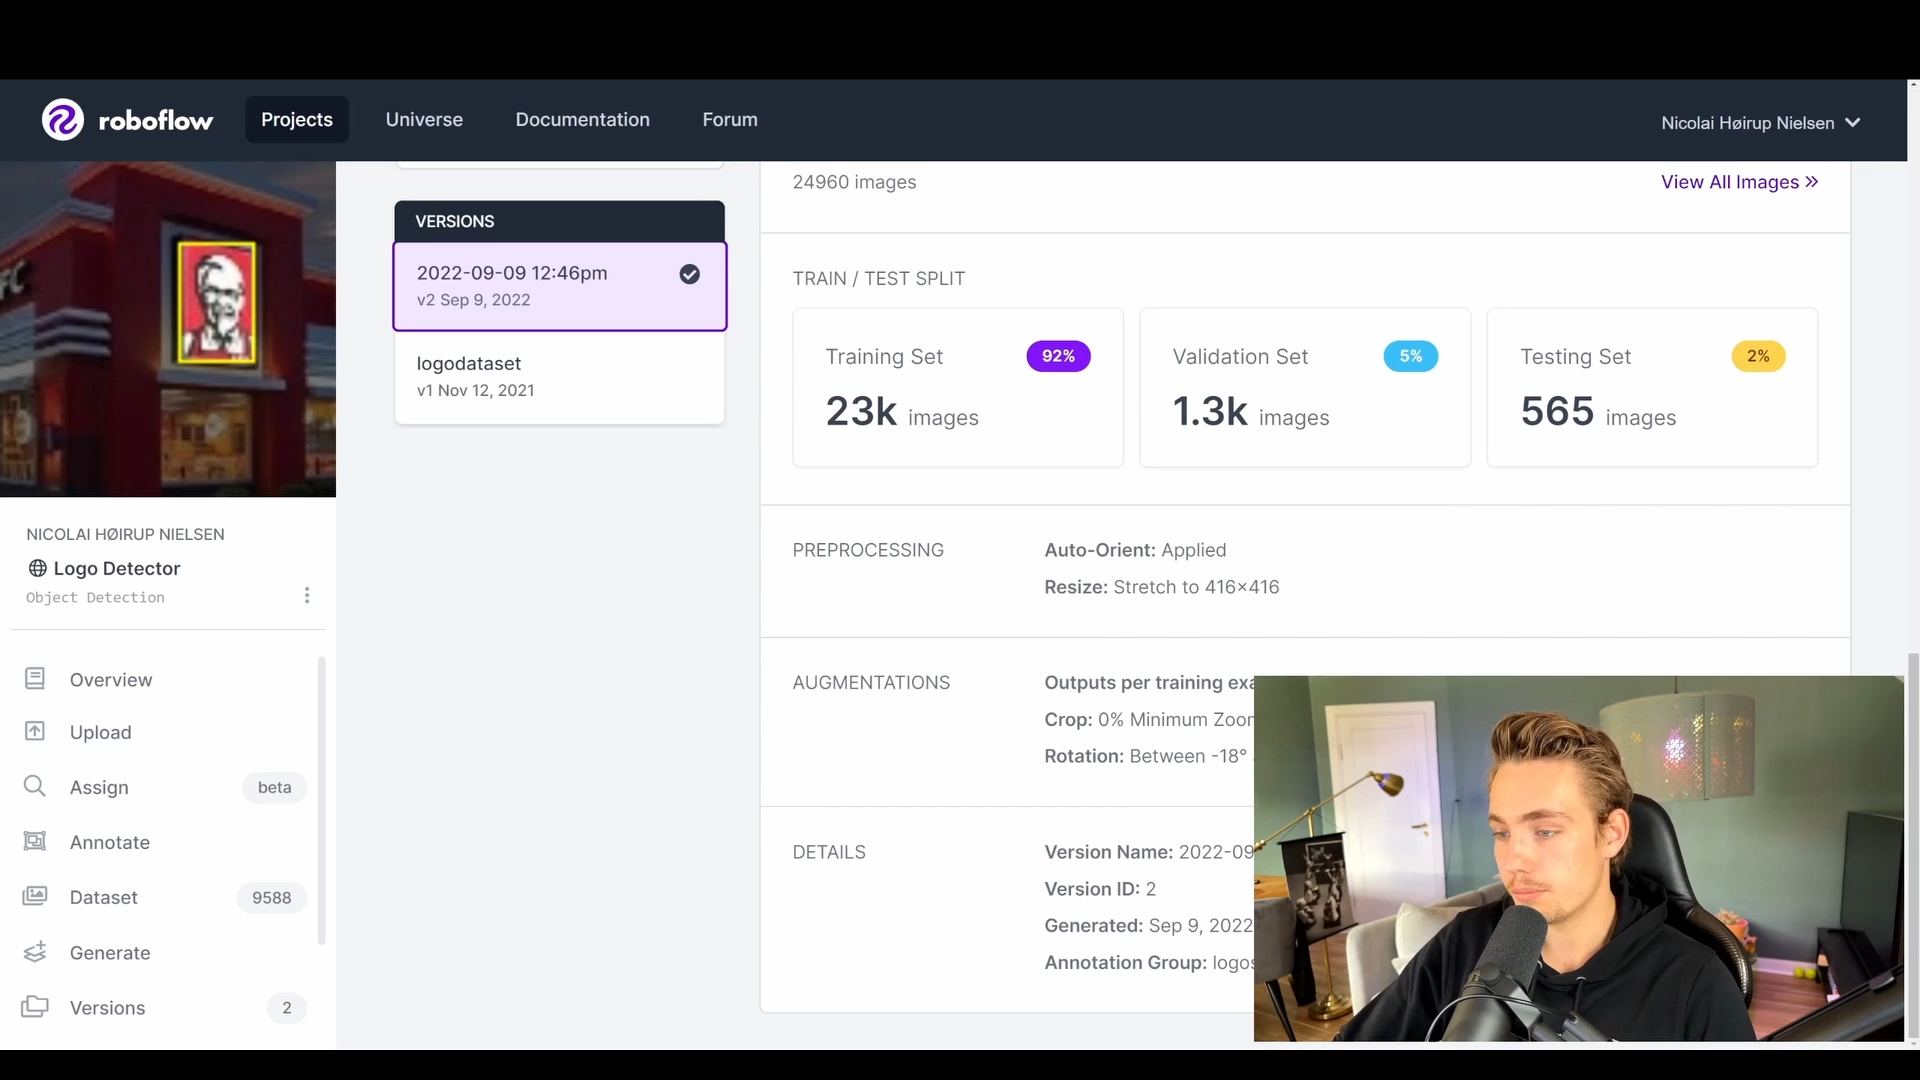 roboflow
Projects
Universe
Documentation
Forum
Nicolai Høirup Nielsen
24960 images
View All Images
VERSIONS
2022-09-09 12:46pm
v2 Sep 9, 2022
logodataset
v1 Nov 12, 2021
TRAIN / TEST SPLIT
Training Set 92%
23k images
Validation Set 5%
1.3k images
Testing Set 2%
565 images
PREPROCESSING
Auto-Orient: Applied
Resize: Stretch to 416×416
AUGMENTATIONS
Outputs per training
Crop: 0% Minimum
Rotation: Between -18°
DETAILS
Version Name: 2022-09
Version ID: 2
Generated: Sep 9, 2022
Annotation Group: logos
FC
NICOLAI HØIRUP NIELSEN
Logo Detector
Object Detection
Overview
Upload
Assign beta
Annotate
Dataset 9588
Generate
Versions 2